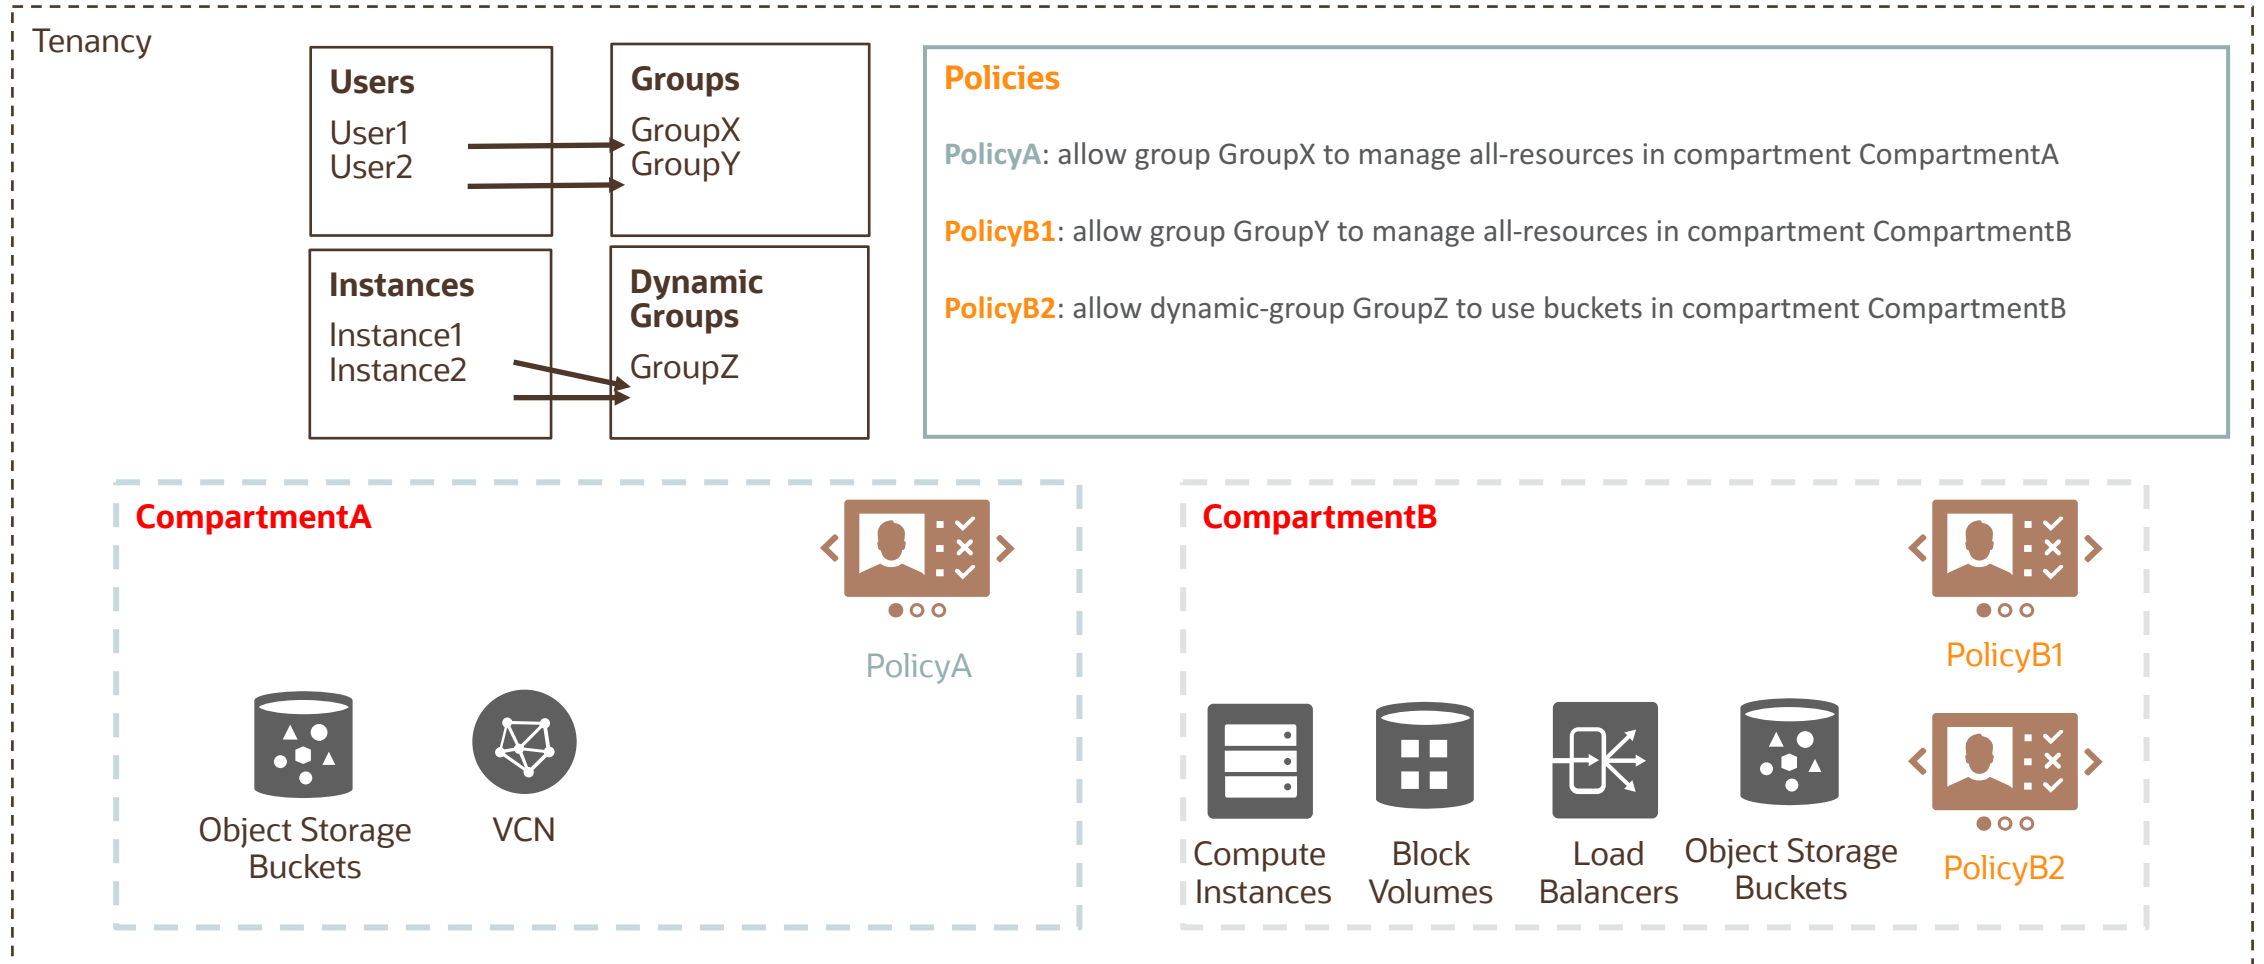 Tenancy
Users
User1
User2
Groups
GroupX
GroupY
Instances
Instance1
Instance2
Dynamic
Groups
GroupZ
Policies
PolicyA: allow group GroupX to manage all-resources in compartment CompartmentA
PolicyB1: allow group GroupY to manage all-resources in compartment CompartmentB
PolicyB2: allow dynamic-group GroupZ to use buckets in compartment CompartmentB
CompartmentA
PolicyA
Object Storage
Buckets
VCN
CompartmentB
PolicyB1
Compute
Instances
Block
Volumes
Load
Balancers
Object Storage
Buckets
PolicyB2